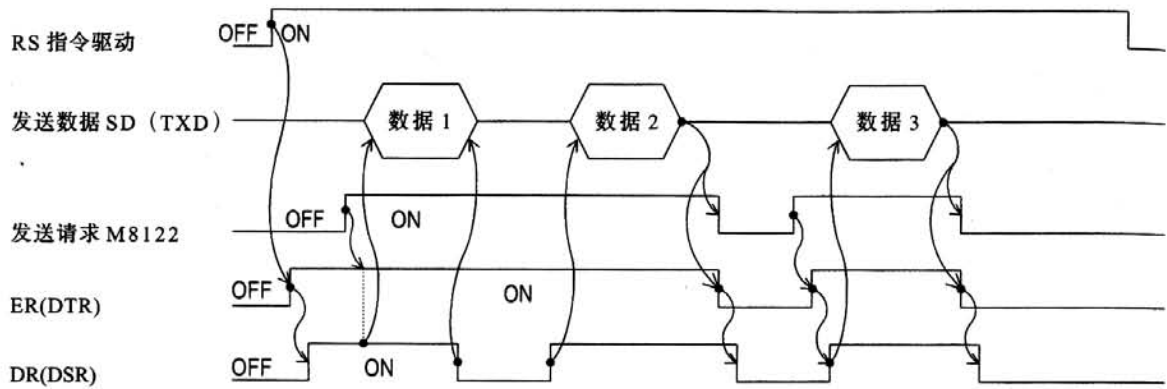 RS 指令驱动
OFF
ON
发送数据 SD（TXD）
数据 1
数据 2
数据 3
发送请求 M8122
OFF
ON
ER(DTR)
OFF
ON
DR(DSR)
OFF
ON